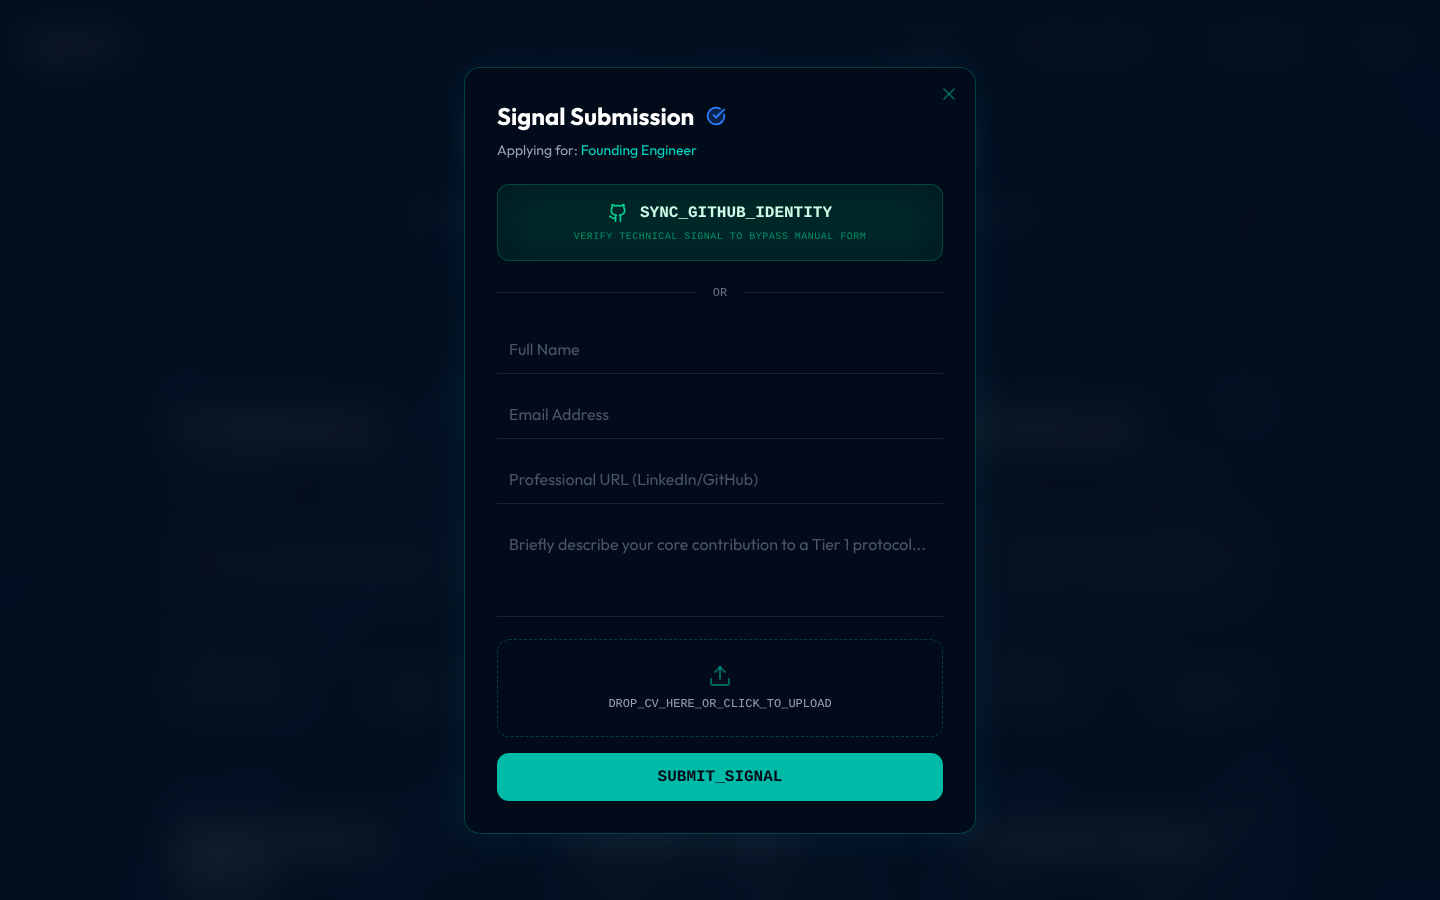 Signal Submission
Applying for: Founding Engineer
SYNC_GITHUB_IDENTITY
VERIFY TECHNICAL SIGNAL TO BYPASS MANUAL FORM
OR
Full Name
Email Address
Professional URL (LinkedIn/GitHub)
Briefly describe your core contribution to a Tier 1 protocol...
DROP_CV_HERE_OR_CLICK_TO_UPLOAD
SUBMIT_SIGNAL